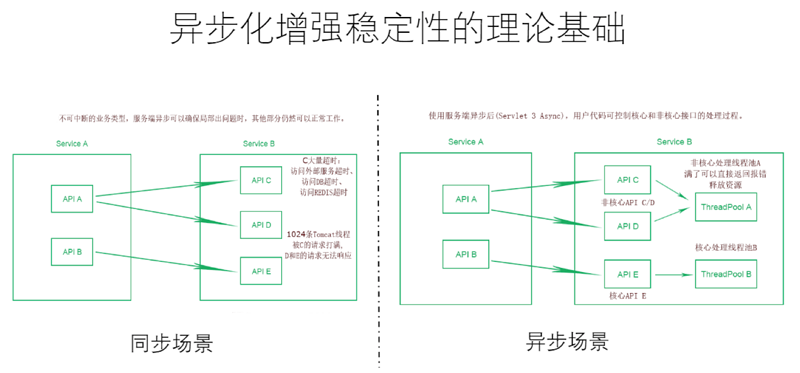 异步化增强稳定性的理论基础
不可中断的业务类型，服务端异步可以确保局部出问题时，其他部分仍然可以正常工作。
Service A
Service B
API A
API B
API C
API D
API E
C大量超时：
访问外部服务超时、
访问DB超时、
访问REDIS超时
1024条Tomcat线程
被C的请求打满，
D和E的请求无法响应
同步场景
使用服务端异步后(Servlet 3 Async)，用户代码可控制核心和非核心接口的处理过程。
Service A
Service B
API A
API B
API C
非核心API C/D
API D
API E
核心API E
非核心处理线程池A
满了可以直接返回报错
释放资源
ThreadPool A
核心处理线程池B
ThreadPool B
异步场景